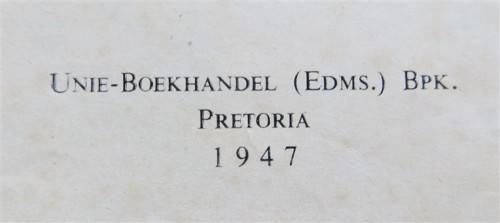 UNIE-BOEKHANDEL (EDMS.) BPK.
PRETORIA
1947